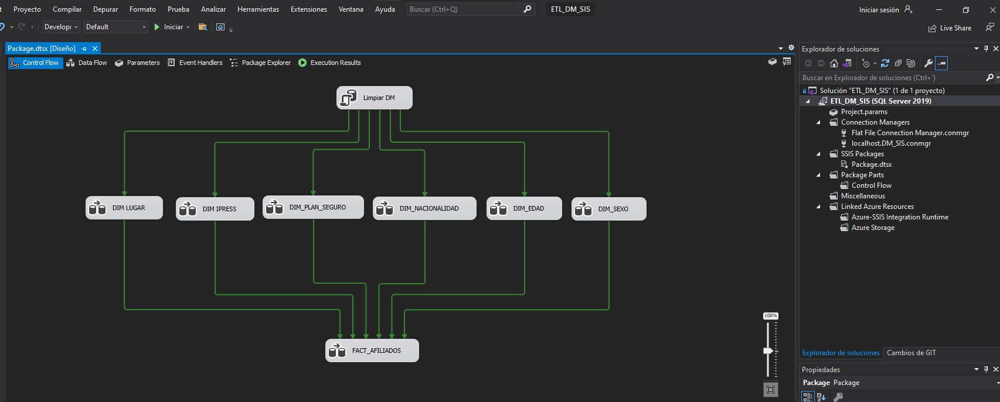 Proyecto Compilar Depurar Formato Prueba Analizar Herramientas Extensiones Ventana Ayuda Buscar (Ctrl+Q) ETL_DM_SIS Iniciar sesión
Default Iniciar Live Share
Package.dtsx [Diseño]
Control Flow Data Flow Parameters Event Handlers Package Explorer Execution Results
Limpiar DM
DIM LUGAR
DIM IPRESS
DIM_PLAN_SEGURO
DIM_NACIONALIDAD
DIM_EDAD
DIM_SEXO
FACT_AFILIADOS
100%
Explorador de soluciones
Buscar en Explorador de soluciones (Ctrl+´)
Solución "ETL_DM_SIS" (1 de 1 proyecto)
ETL_DM_SIS (SQL Server 2019)
Project.params
Connection Managers
Flat File Connection Manager.conmgr
localhost.DM_SIS.conmgr
SSIS Packages
Package.dtsx
Package Parts
Control Flow
Miscellaneous
Linked Azure Resources
Azure-SSIS Integration Runtime
Azure Storage
Explorador de soluciones Cambios de GIT
Propiedades
Package Package